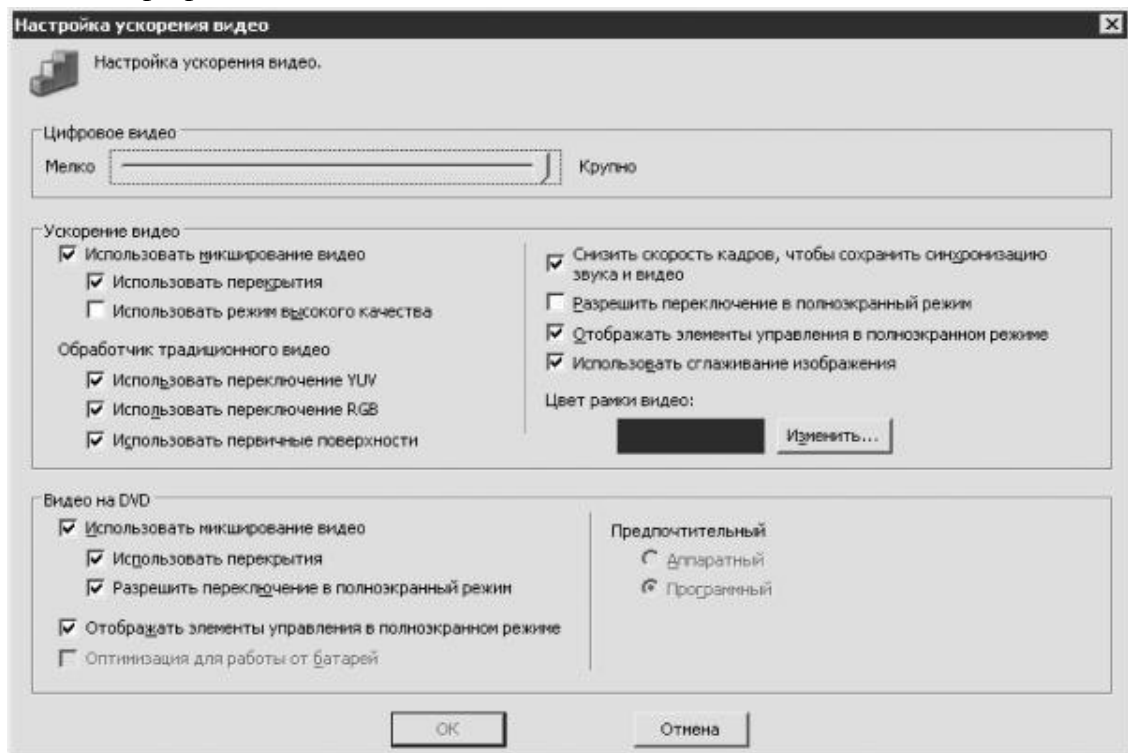 Настройка ускорения видео
Настройка ускорения видео.
Цифровое видео
Мелко
Крупно
Ускорение видео
Использовать микширование видео
Использовать перекрытия
Использовать режим высокого качества
Обработчик традиционного видео
Использовать переключение YUV
Использовать переключение RGB
Использовать первичные поверхности
Снизить скорость кадров, чтобы сохранить синхронизацию
звука и видео
Разрешить переключение в полноэкранный режим
Отображать элементы управления в полноэкранном режиме
Использовать сглаживание изображения
Цвет рамки видео:
Изменить...
Видео на DVD
Использовать микширование видео
Использовать перекрытия
Разрешить переключение в полноэкранный режим
Отображать элементы управления в полноэкранном режиме
Оптимизация для работы от батарей
Предпочтительный
Аппаратный
Программный
ОК
Отмена